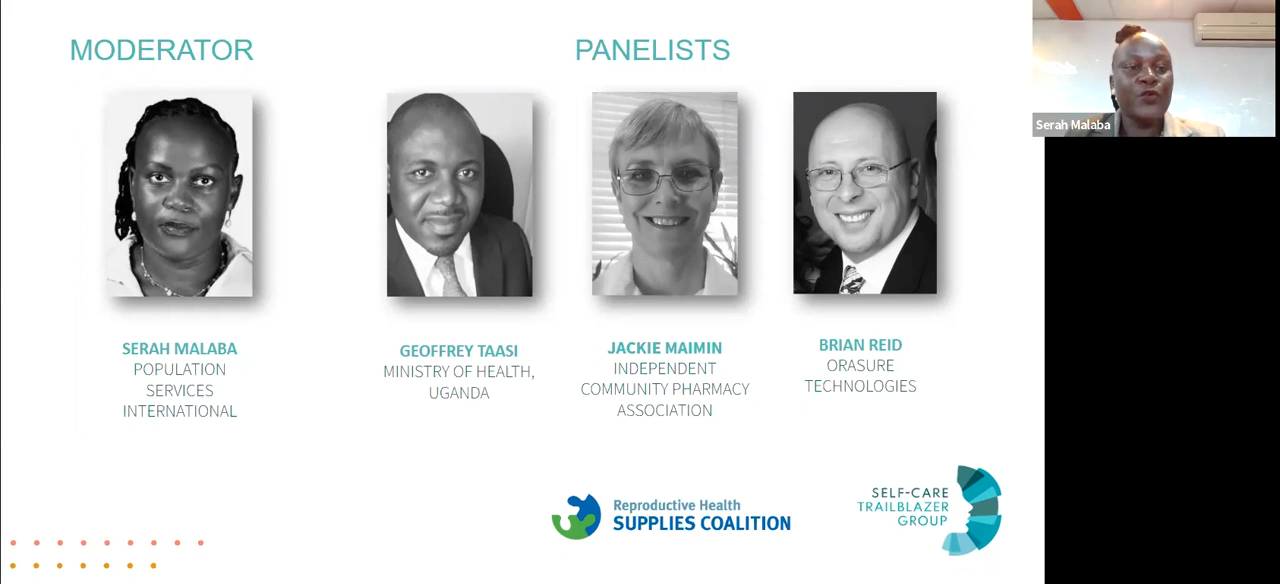 MODERATOR
PANELISTS
Serah Malaba
SERAH MALABA
POPULATION
SERVICES
INTERNATIONAL
GEOFFREY TAASI
MINISTRY OF HEALTH,
UGANDA
JACKIE MAIMIN
INDEPENDENT
COMMUNITY PHARMACY
ASSOCIATION
BRIAN REID
ORASURE
TECHNOLOGIES
Reproductive Health
SUPPLIES COALITION
SELF-CARE
TRAILBLAZER
GROUP